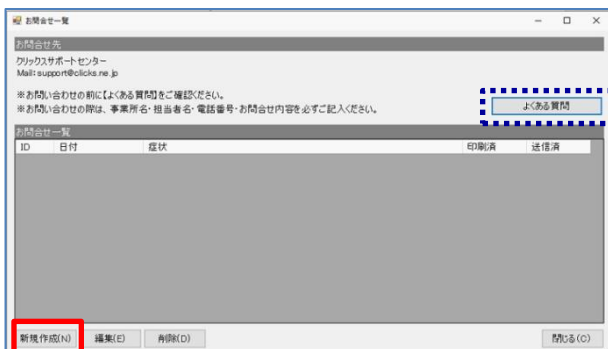 お問合せ一覧
お問合せ先
クリックスサポートセンター
Mail:support@clicks.ne.jp
※お問い合わせの前に【よくある質問】をご確認ください。
※お問い合わせの際は、事業所名・担当者名・電話番号・お問合せ内容を必ずご記入ください。
よくある質問
お問合せ一覧
ID 日付 症状 印刷済 送信済
新規作成(N) 編集(E) 削除(D) 閉じる(C)